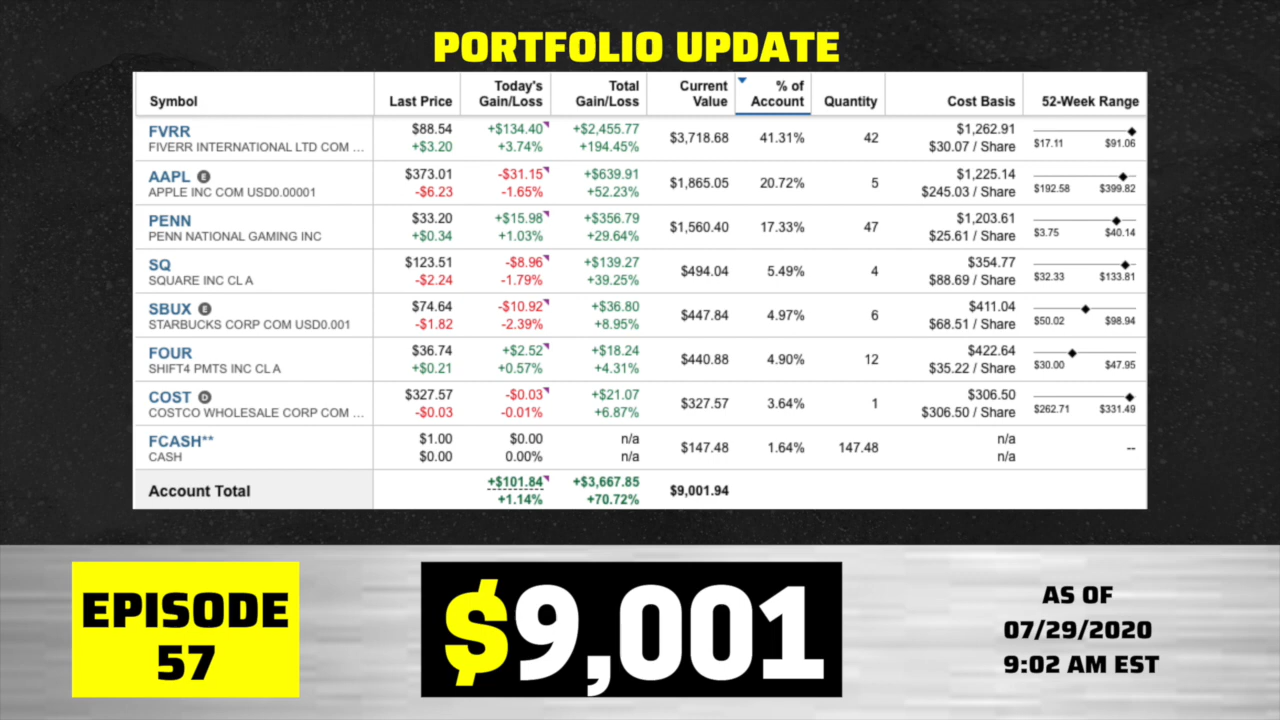 PORTFOLIO UPDATE
Symbol Last Price Today's Gain/Loss Total Gain/Loss Current Value % of Account Quantity Cost Basis 52-Week Range
FVRR $88.54 +$134.40 +$2,455.77 $3,718.68 41.31% 42 $1,262.91
FIVERR INTERNATIONAL LTD COM ... +$3.20 +3.74% +194.45% $30.07 / Share $17.11 $91.06
AAPL E $373.01 -$31.15 +$639.91 $1,865.05 20.72% 5 $1,225.14
APPLE INC COM USD0.00001 -$6.23 -1.65% +52.23% $245.03 / Share $192.58 $399.82
PENN $33.20 +$15.98 +$356.79 $1,560.40 17.33% 47 $1,203.61
PENN NATIONAL GAMING INC +$0.34 +1.03% +29.64% $25.61 / Share $3.75 $40.14
SQ $123.51 -$8.96 +$139.27 $494.04 5.49% 4 $354.77
SQUARE INC CL A -$2.24 -1.79% +39.25% $88.69 / Share $32.33 $133.81
SBUX E $74.64 -$10.92 +$36.80 $447.84 4.97% 6 $411.04
STARBUCKS CORP COM USD0.001 -$1.82 -2.39% +8.95% $68.51 / Share $50.02 $98.94
FOUR $36.74 +$2.52 +$18.24 $440.88 4.90% 12 $422.64
SHIFT4 PMTS INC CL A +$0.21 +0.57% +4.31% $35.22 / Share $30.00 $47.95
COST D $327.57 -$0.03 +$21.07 $327.57 3.64% 1 $306.50
COSTCO WHOLESALE CORP COM ... -$0.03 -0.01% +6.87% $306.50 / Share $262.71 $331.49
FCASH** $1.00 $0.00 n/a $147.48 1.64% 147.48 n/a --
CASH $0.00 0.00% n/a n/a
Account Total +$101.84 +$3,667.85 $9,001.94
+1.14% +70.72%
EPISODE
57
$9,001
AS OF
07/29/2020
9:02 AM EST